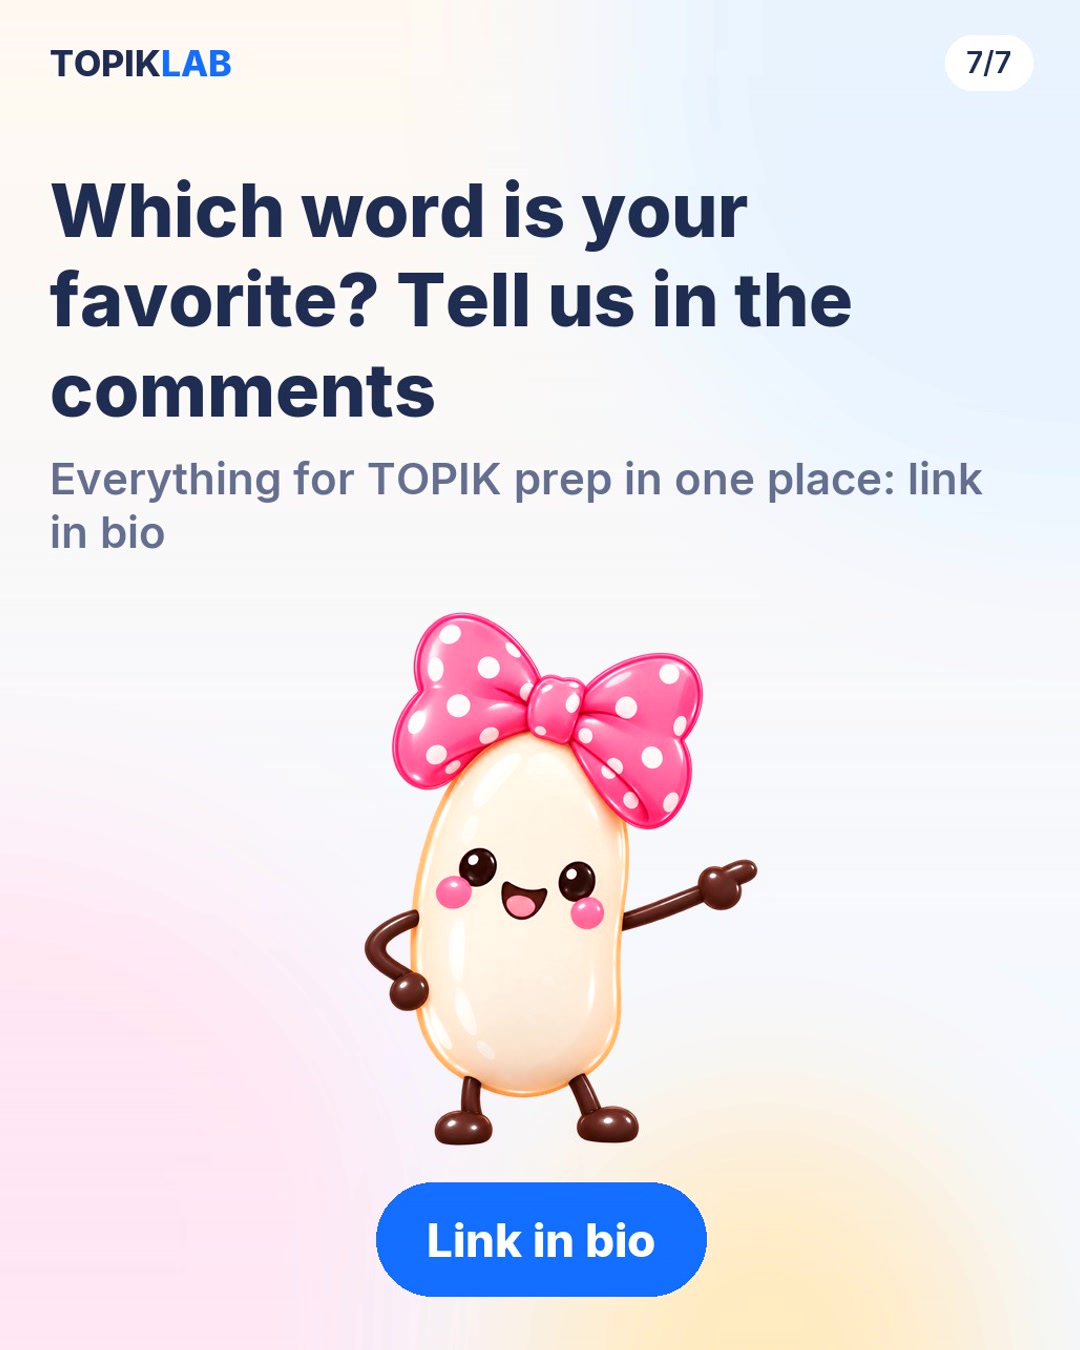 TOPIKLAB
7/7
Which word is your
favorite? Tell us in the
comments
Everything for TOPIK prep in one place: link
in bio
Link in bio